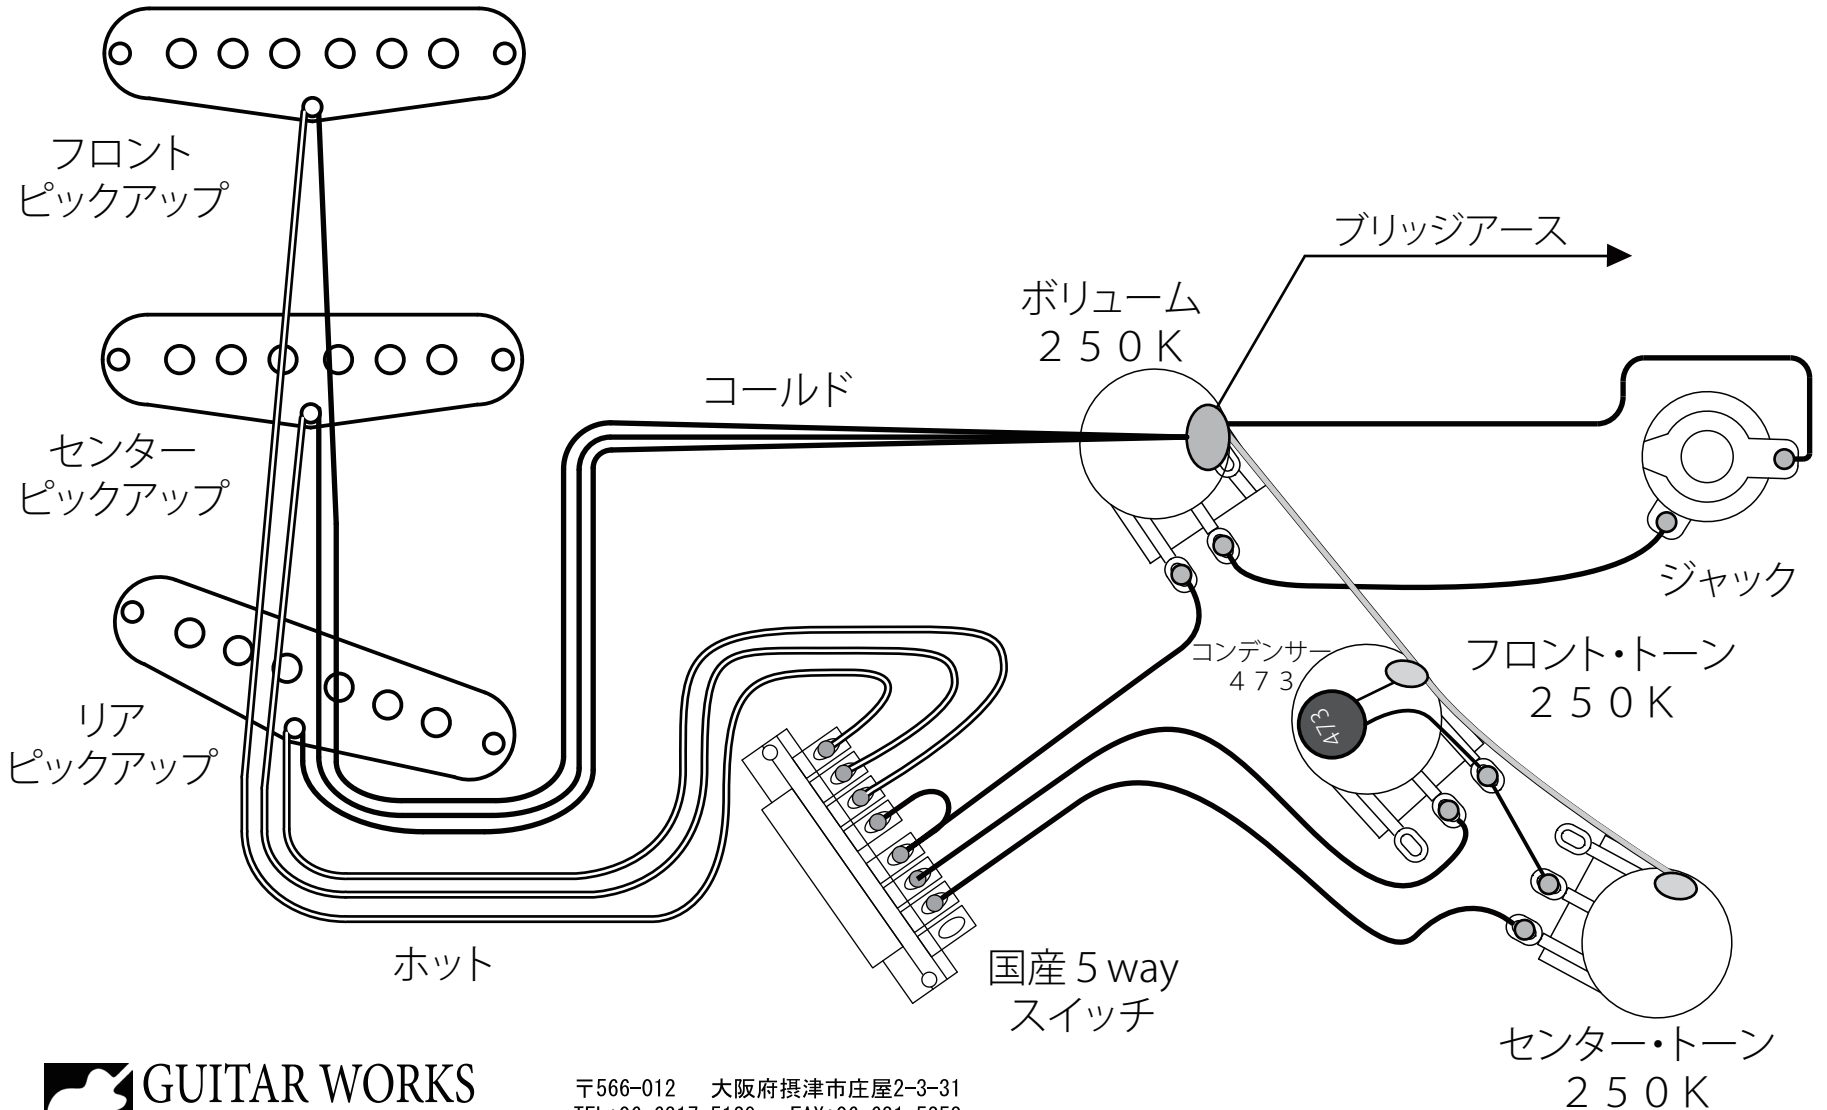 フロント
ピックアップ
センター
ピックアップ
リア
ピックアップ
コールド
ホット
ブリッジアース
ボリューム
２５０K
ジャック
コンデンサー
４７３
473
フロント・トーン
２５０K
国産５way
スイッチ
センター・トーン
２５０K
GUITAR WORKS
〒566-012 大阪府摂津市庄屋2-3-31